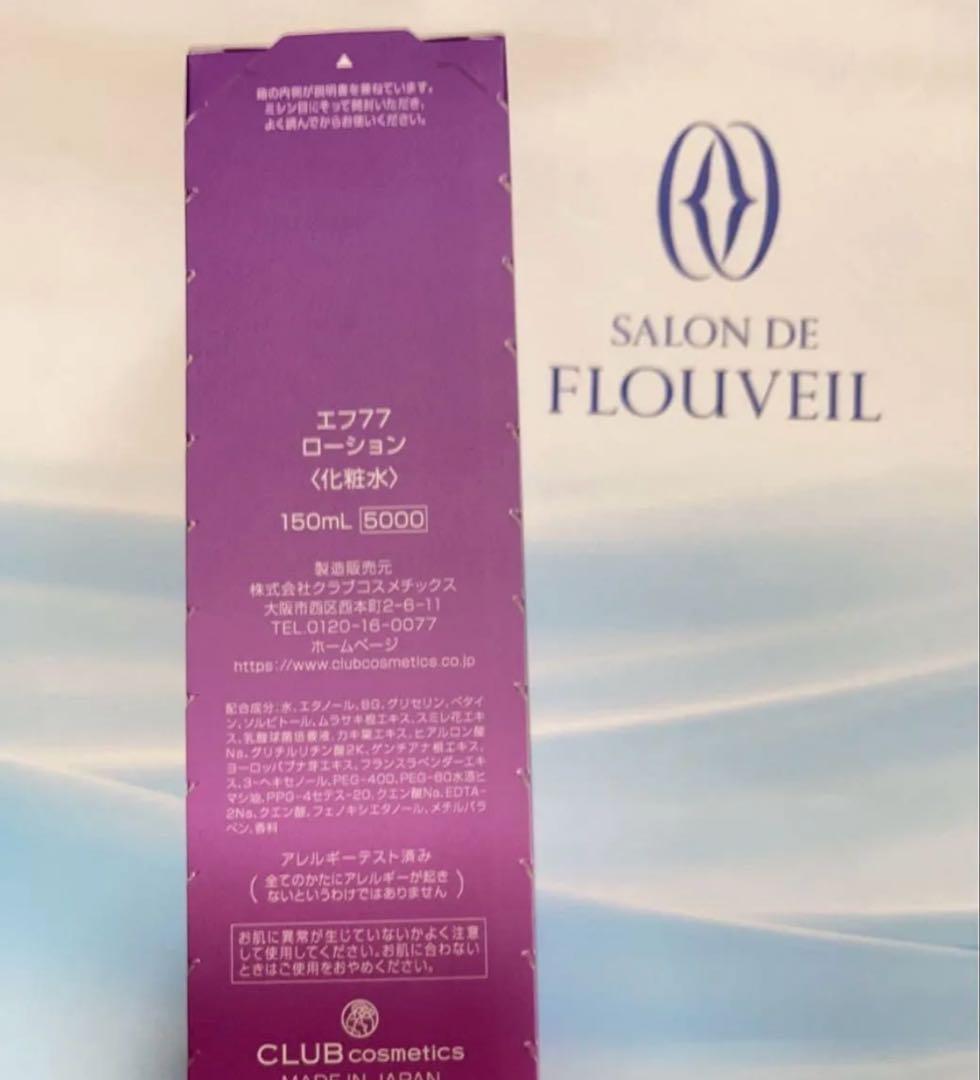 箱の内側が説明書を兼ねています。
ミシン目にそって開封いただき、
よく読んでからお使いください。
SALON DE
FLOUVEIL
エフ77
ローション
〈化粧水〉
150mL 5000
製造販売元
株式会社クラブコスメチックス
大阪市西区西本町2-6-11
TEL.0120-16-0077
ホームページ
https://www.clubcosmetics.co.jp
配合成分:水、エタノール、BG、グリセリン、ベタイ
ン、ソルビトール、ムラサキ根エキス、スミレ花エキ
ス、乳酸球菌培養液、カキ葉エキス、ヒアルロン酸
Na、グリチルリチン酸2K、ゲンチアナ根エキス、
ヨーロッパブナ芽エキス、フランスラベンダーエキ
ス、3-ヘキセノール、PEG-400、PEG-60水添ヒ
マシ油、PPG-4セテス-20、クエン酸Na、EDTA-
2Na、クエン酸、フェノキシエタノール、メチルパラ
ベン、香料
アレルギーテスト済み
(全てのかたにアレルギーが起き
ないというわけではありません)
お肌に異常が生じていないかよく注意
して使用してください。お肌に合わない
ときはご使用をおやめください。
CLUB cosmetics
MADE IN JAPAN